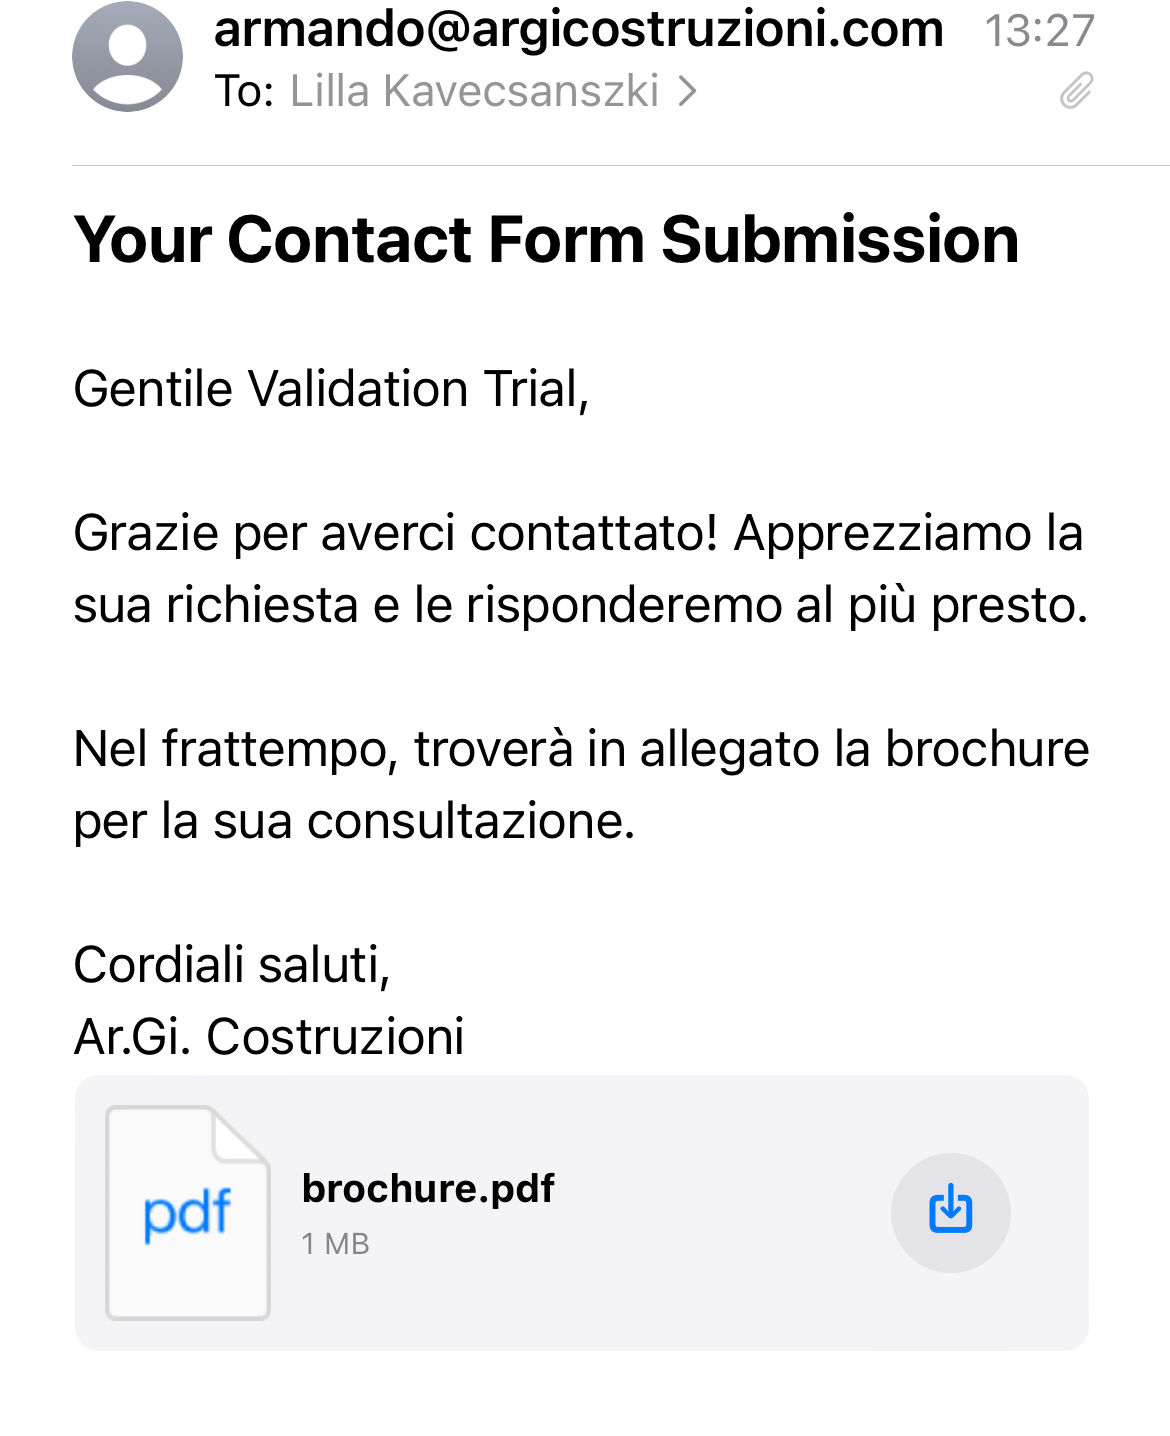 armando@argicostruzioni.com 13:27
To: Lilla Kavecsanszki
Your Contact Form Submission
Gentile Validation Trial,
Grazie per averci contattato! Apprezziamo la
sua richiesta e le risponderemo al più presto.
Nel frattempo, troverà in allegato la brochure
per la sua consultazione.
Cordiali saluti,
Ar.Gi. Costruzioni
pdf
brochure.pdf
1 MB